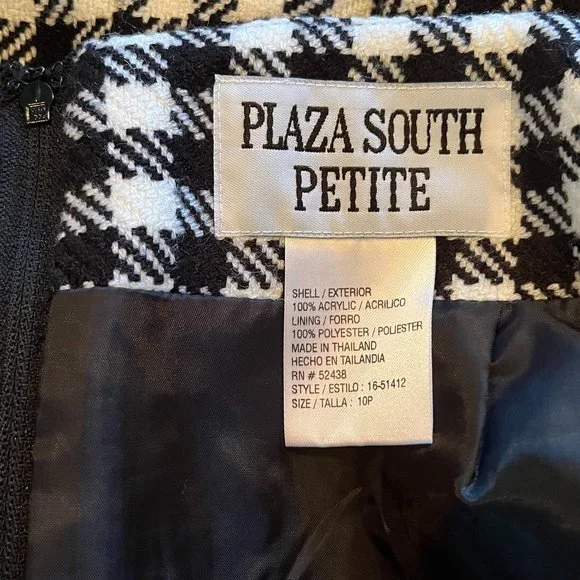 PLAZA SOUTH
PETITE
SHELL / EXTERIOR
100% ACRYLIC / ACRILICO
LINING / FORRO
100% POLYESTER / POLIESTER
MADE IN THAILAND
HECHO EN TAILANDIA
RN # 52438
STYLE / ESTILO : 16-51412
SIZE / TALLA : 10P